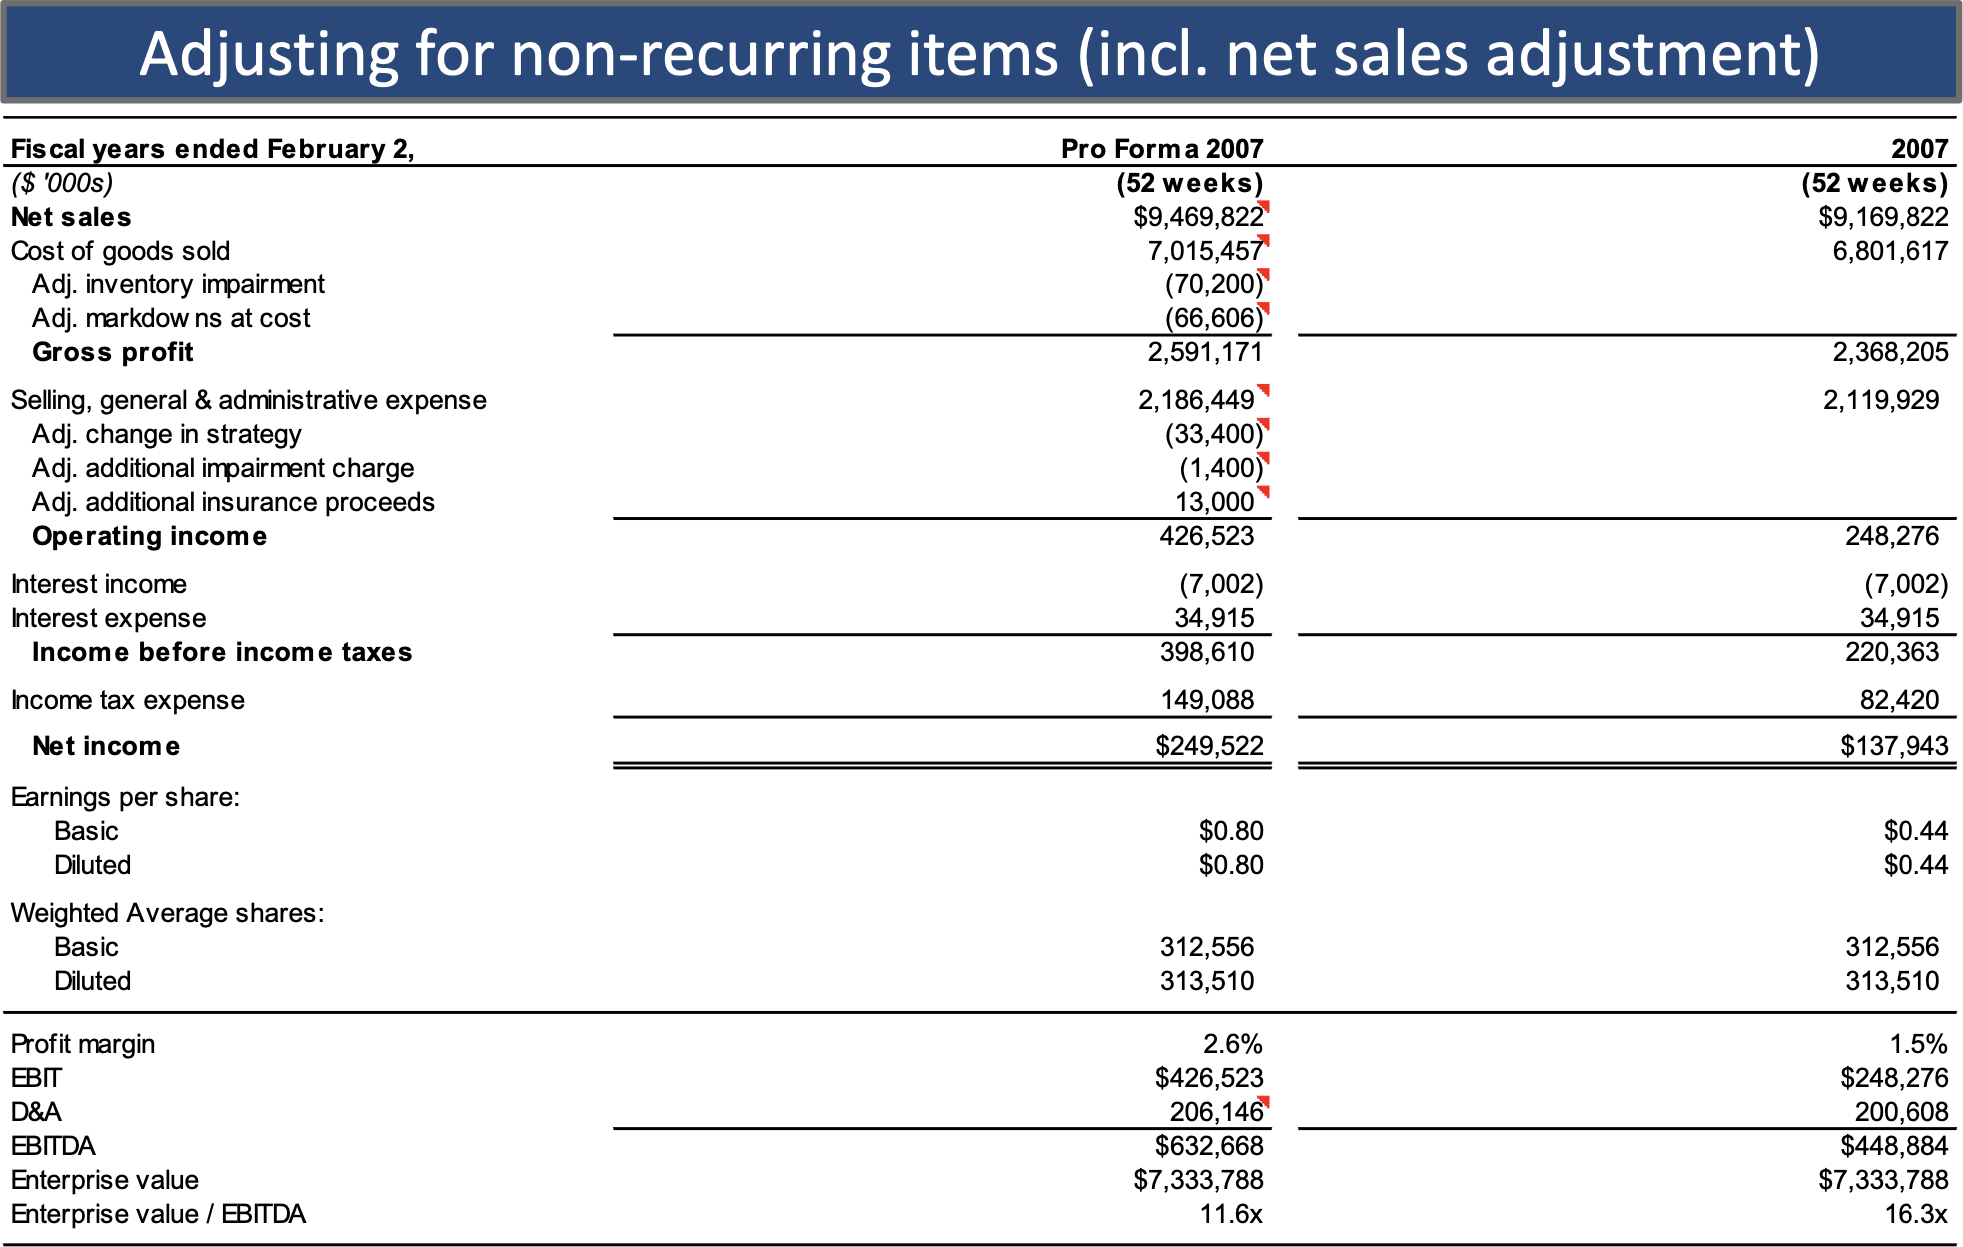 Adjusting for non-recurring items (incl. net sales adjustment)
Fiscal years ended February 2, Pro Forma 2007 2007
($ '000s) (52 weeks) (52 weeks)
Net sales $9,469,822 $9,169,822
Cost of goods sold 7,015,457 6,801,617
Adj. inventory impairment (70,200)
Adj. markdowns at cost (66,606)
Gross profit 2,591,171 2,368,205
Selling, general & administrative expense 2,186,449 2,119,929
Adj. change in strategy (33,400)
Adj. additional impairment charge (1,400)
Adj. additional insurance proceeds 13,000
Operating income 426,523 248,276
Interest income (7,002) (7,002)
Interest expense 34,915 34,915
Income before income taxes 398,610 220,363
Income tax expense 149,088 82,420
Net income $249,522 $137,943
Earnings per share:
Basic $0.80 $0.44
Diluted $0.80 $0.44
Weighted Average shares:
Basic 312,556 312,556
Diluted 313,510 313,510
Profit margin 2.6% 1.5%
EBIT $426,523 $248,276
D&A 206,146 200,608
EBITDA $632,668 $448,884
Enterprise value $7,333,788 $7,333,788
Enterprise value / EBITDA 11.6x 16.3x